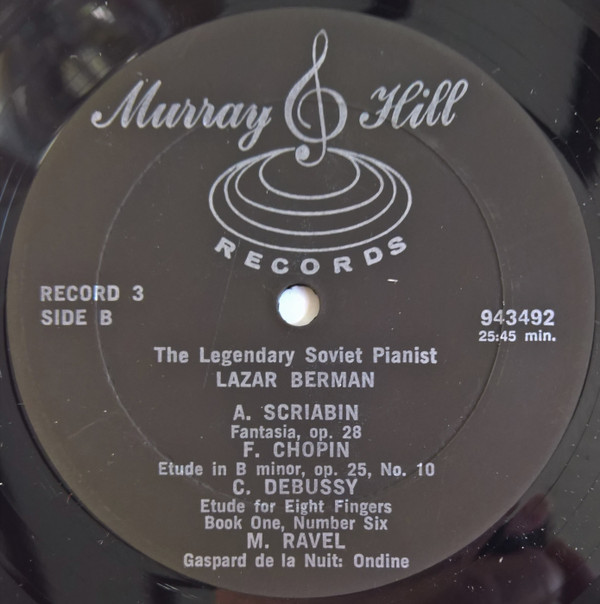 Murray Hill
RECORDS
RECORD 3
SIDE B
943492
25:45 min.
The Legendary Soviet Pianist
LAZAR BERMAN
A. SCRIABIN
Fantasia, op. 28
F. CHOPIN
Etude in B minor, op. 25, No. 10
C. DEBUSSY
Etude for Eight Fingers
Book One, Number Six
M. RAVEL
Gaspard de la Nuit: Ondine